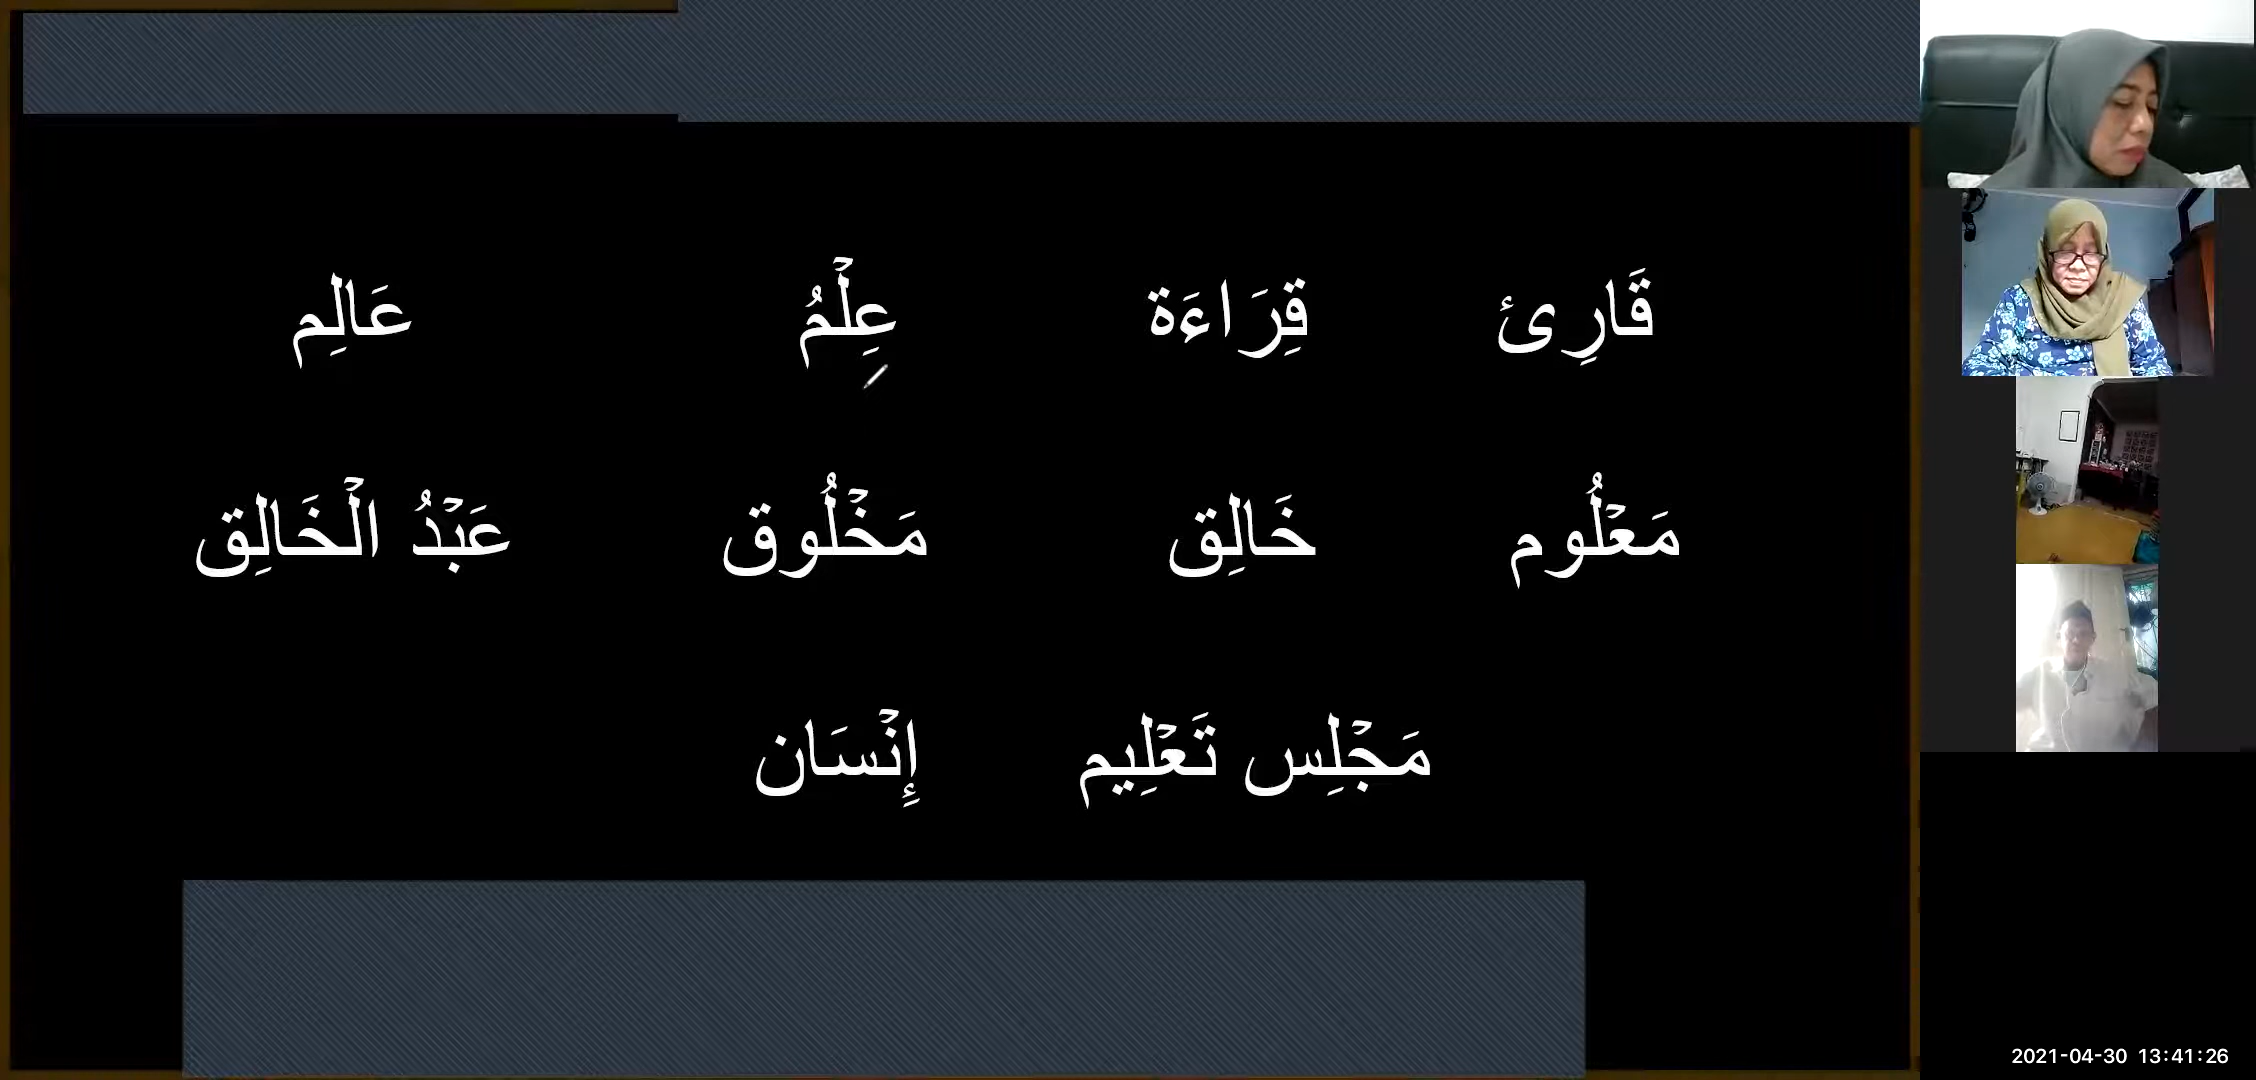 قَارِئ قِرَاءَة عِلْمُ عَالِم
مَعْلُوم خَالِق مَخْلُوق عَبْدُ الْخَالِق
مَجْلِس تَعْلِيم إِنْسَان
2021-04-30 13:41:26